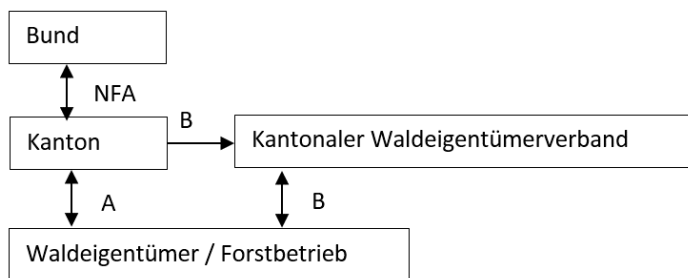 Bund
NFA
B
Kanton
Kantonaler Waldeigentümerverband
A
B
Waldeigentümer / Forstbetrieb